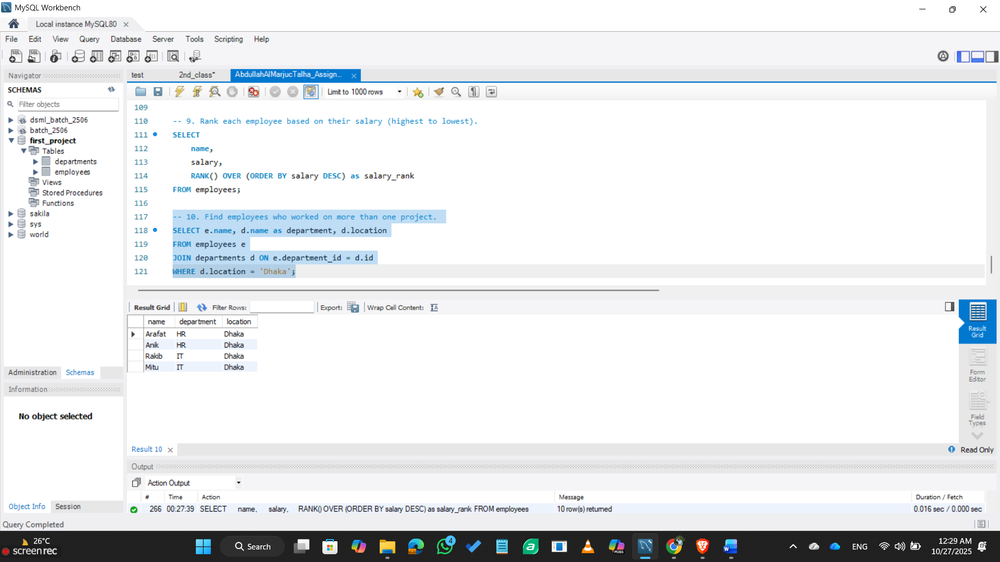 MySQL Workbench
Local instance MySQL80
File Edit View Query Database Server Tools Scripting Help
Navigator
SCHEMAS
Filter objects
dsml_batch_2506
batch_2506
first_project
Tables
departments
employees
Views
Stored Procedures
Functions
sakila
sys
world
Administration Schemas
Information
No object selected
Object Info Session
test 2nd_class* AbdullahAlMarjucTalha_Assign...
Limit to 1000 rows
109
110 -- 9. Rank each employee based on their salary (highest to lowest).
111 SELECT
112 name,
113 salary,
114 RANK() OVER (ORDER BY salary DESC) as salary_rank
115 FROM employees;
116
117 -- 10. Find employees who worked on more than one project.
118 SELECT e.name, d.name as department, d.location
119 FROM employees e
120 JOIN departments d ON e.department_id = d.id
121 WHERE d.location = 'Dhaka';
Result Grid Filter Rows: Export: Wrap Cell Content:
name department location
Arafat HR Dhaka
Anik HR Dhaka
Rakib IT Dhaka
Mitu IT Dhaka
Result Grid
Form Editor
Field Types
Result 10
Read Only
Output
Action Output
# Time Action Message Duration / Fetch
266 00:27:39 SELECT name, salary, RANK() OVER (ORDER BY salary DESC) as salary_rank FROM employees 10 row(s) returned 0.016 sec / 0.000 sec
Query Completed
26°C
screen rec
Search
4
M365
ENG
12:29 AM
10/27/2025